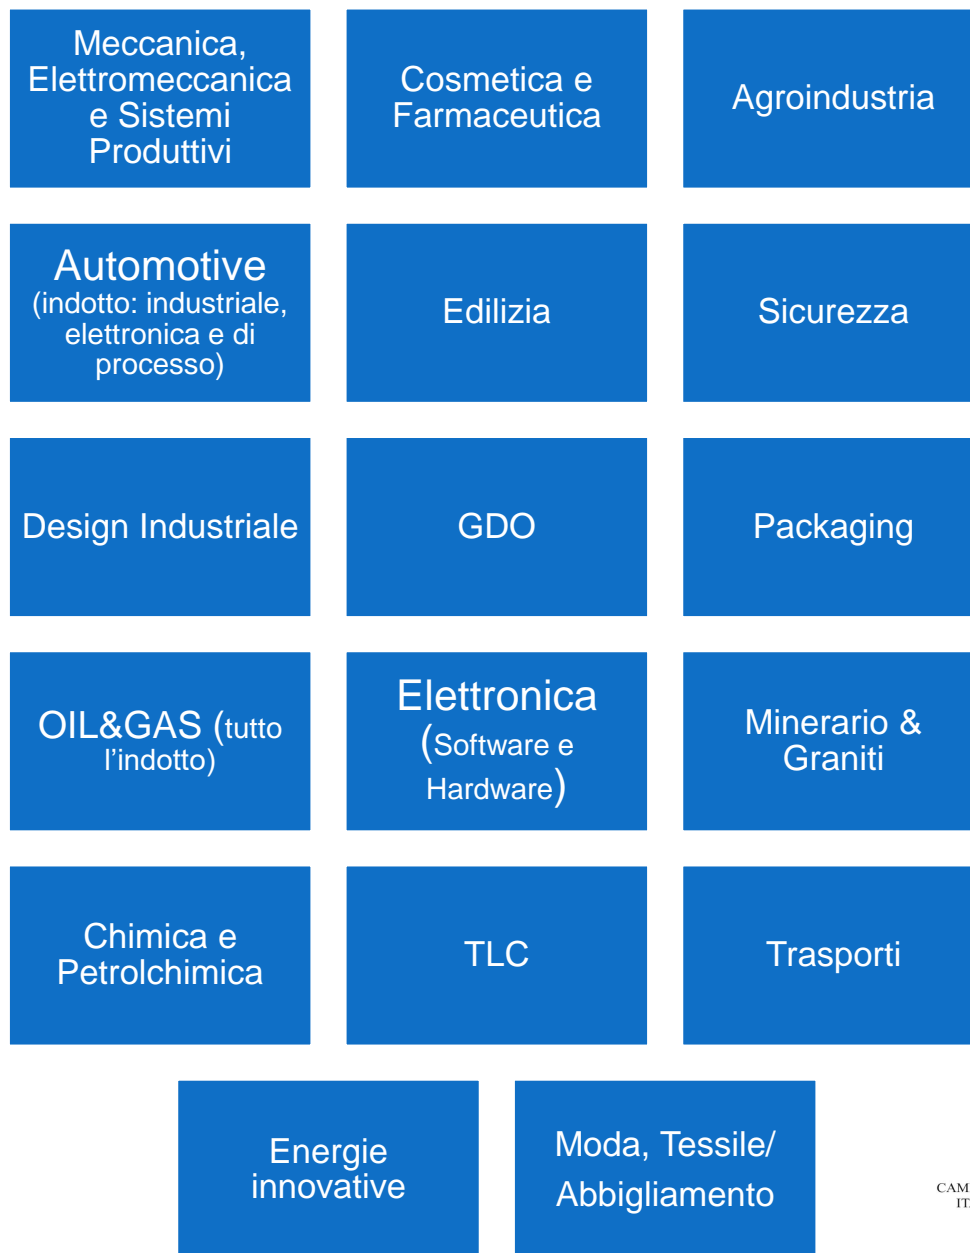 Meccanica,
Elettromeccanica
e Sistemi
Produttivi
Cosmetica e
Farmaceutica
Agroindustria
Automotive
(indotto: industriale,
elettronica e di
processo)
Edilizia
Sicurezza
Design Industriale
GDO
Packaging
OIL&GAS (tutto
l’indotto)
Elettronica
(Software e
Hardware)
Minerario &
Graniti
Chimica e
Petrolchimica
TLC
Trasporti
Energie
innovative
Moda, Tessile/
Abbigliamento